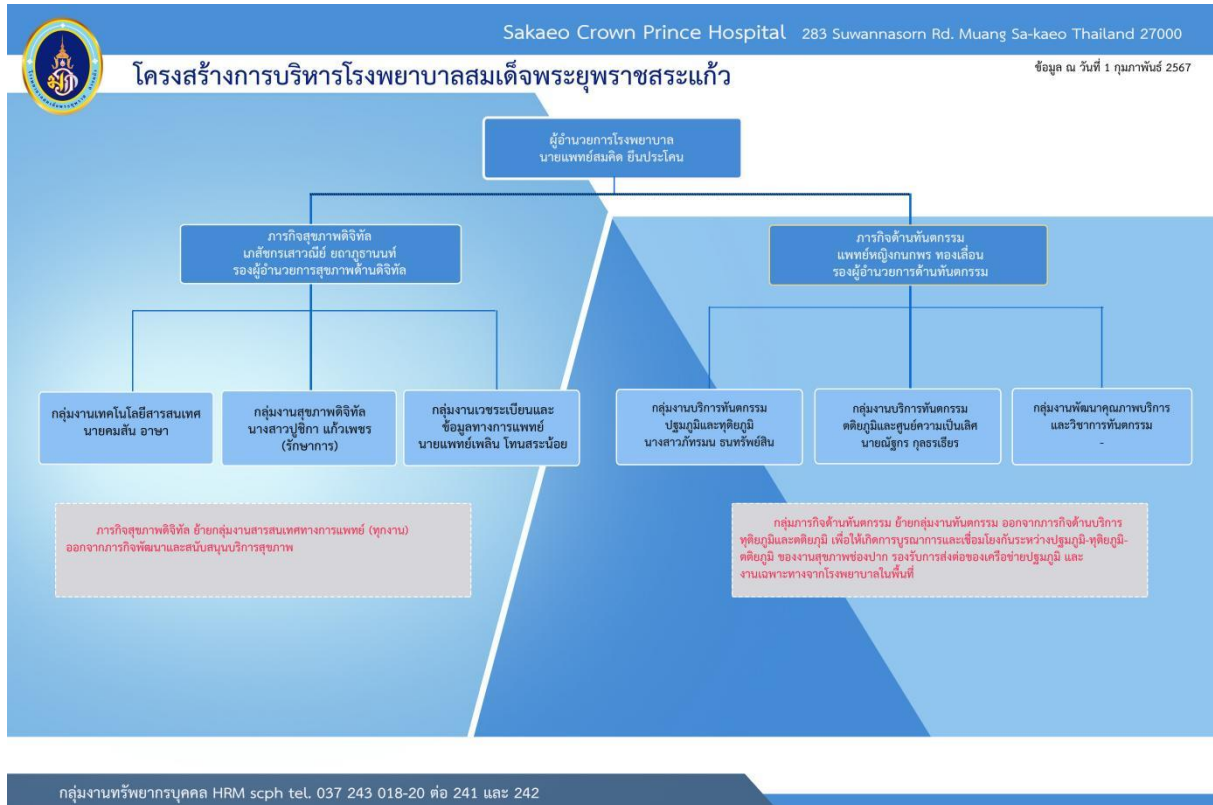 Sakaeo Crown Prince Hospital 283 Suwannasorn Rd. Muang Sa-kaeo Thailand 27000
โครงสร้างการบริหารโรงพยาบาลสมเด็จพระยุพราชสระแก้ว
ข้อมูล ณ วันที่ 1 กุมภาพันธ์ 2567
ผู้อำนวยการโรงพยาบาล
นายแพทย์สมคิด ยืนประโคน
ภารกิจสุขภาพดิจิทัล
เภสัชกรเสาวณีย์ ยถาภูธานนท์
รองผู้อำนวยการสุขภาพด้านดิจิทัล
ภารกิจด้านทันตกรรม
แพทย์หญิงกนกพร ทองเลื่อน
รองผู้อำนวยการด้านทันตกรรม
กลุ่มงานเทคโนโลยีสารสนเทศ
นายคมสัน อาษา
กลุ่มงานสุขภาพดิจิทัล
นางสาวปูชิกา แก้วเพชร
(รักษาการ)
กลุ่มงานเวชระเบียนและ
ข้อมูลทางการแพทย์
นายแพทย์เพลิน โทนสระน้อย
กลุ่มงานบริการทันตกรรม
ปฐมภูมิและทุติยภูมิ
นางสาวภัทรมน ธนทรัพย์สิน
กลุ่มงานบริการทันตกรรม
ตติยภูมิและศูนย์ความเป็นเลิศ
นายณัฐกร กุลธรเธียร
กลุ่มงานพัฒนาคุณภาพบริการ
และวิชาการทันตกรรม
-
ภารกิจสุขภาพดิจิทัล ย้ายกลุ่มงานสารสนเทศทางการแพทย์ (ทุกงาน)
ออกจากภารกิจพัฒนาและสนับสนุนบริการสุขภาพ
กลุ่มภารกิจด้านทันตกรรม ย้ายกลุ่มงานทันตกรรม ออกจากภารกิจด้านบริการ
ทุติยภูมิและตติยภูมิ เพื่อให้เกิดการบูรณาการและเชื่อมโยงกันระหว่างปฐมภูมิ-ทุติยภูมิ-
ตติยภูมิ ของงานสุขภาพช่องปาก รองรับการส่งต่อของเครือข่ายปฐมภูมิ และ
งานเฉพาะทางจากโรงพยาบาลในพื้นที่
กลุ่มงานทรัพยากรบุคคล HRM scph tel. 037 243 018-20 ต่อ 241 และ 242